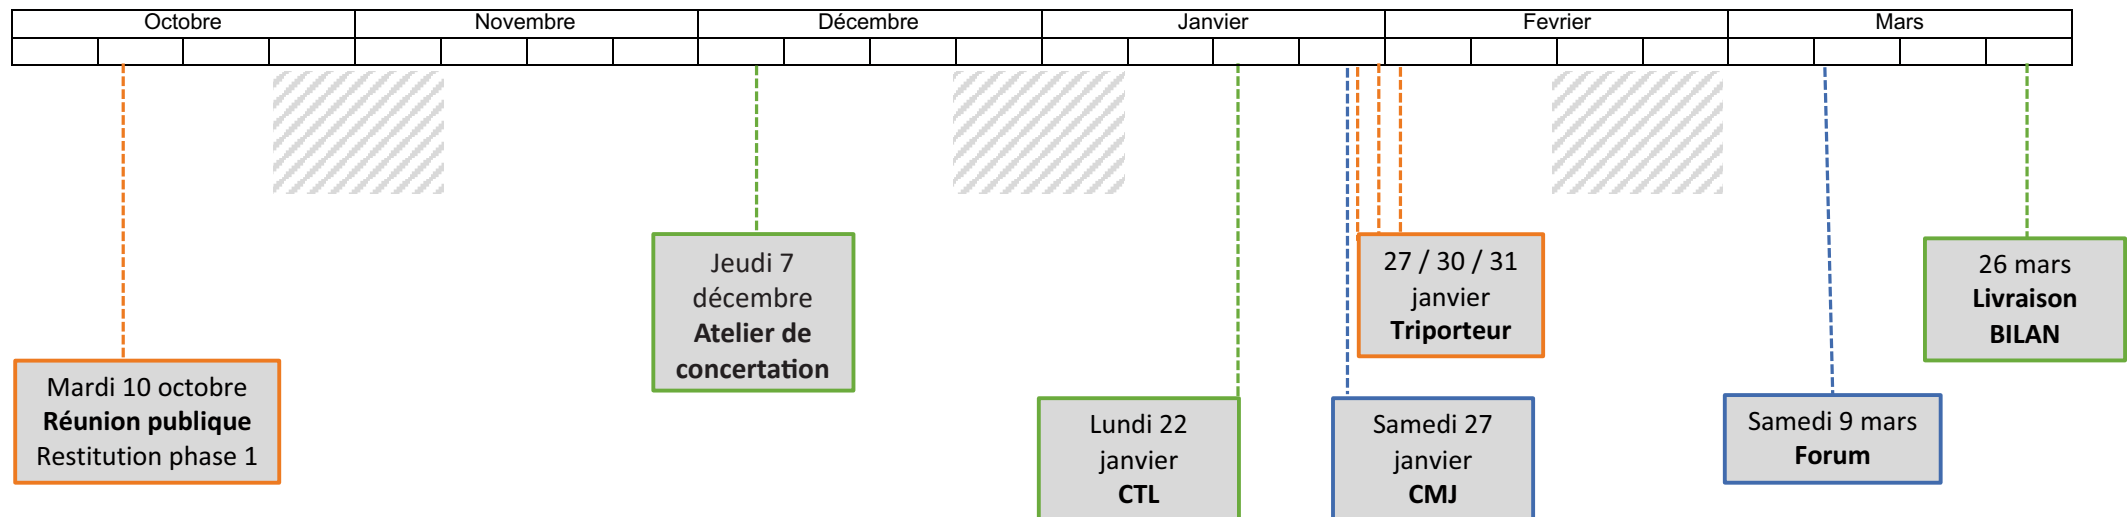 Octobre
Novembre
Décembre
Janvier
Fevrier
Mars
Mardi 10 octobre
Réunion publique
Restitution phase 1
Jeudi 7
décembre
Atelier de
concertation
Lundi 22
janvier
CTL
27 / 30 / 31
janvier
Triporteur
Samedi 27
janvier
CMJ
Samedi 9 mars
Forum
26 mars
Livraison
BILAN